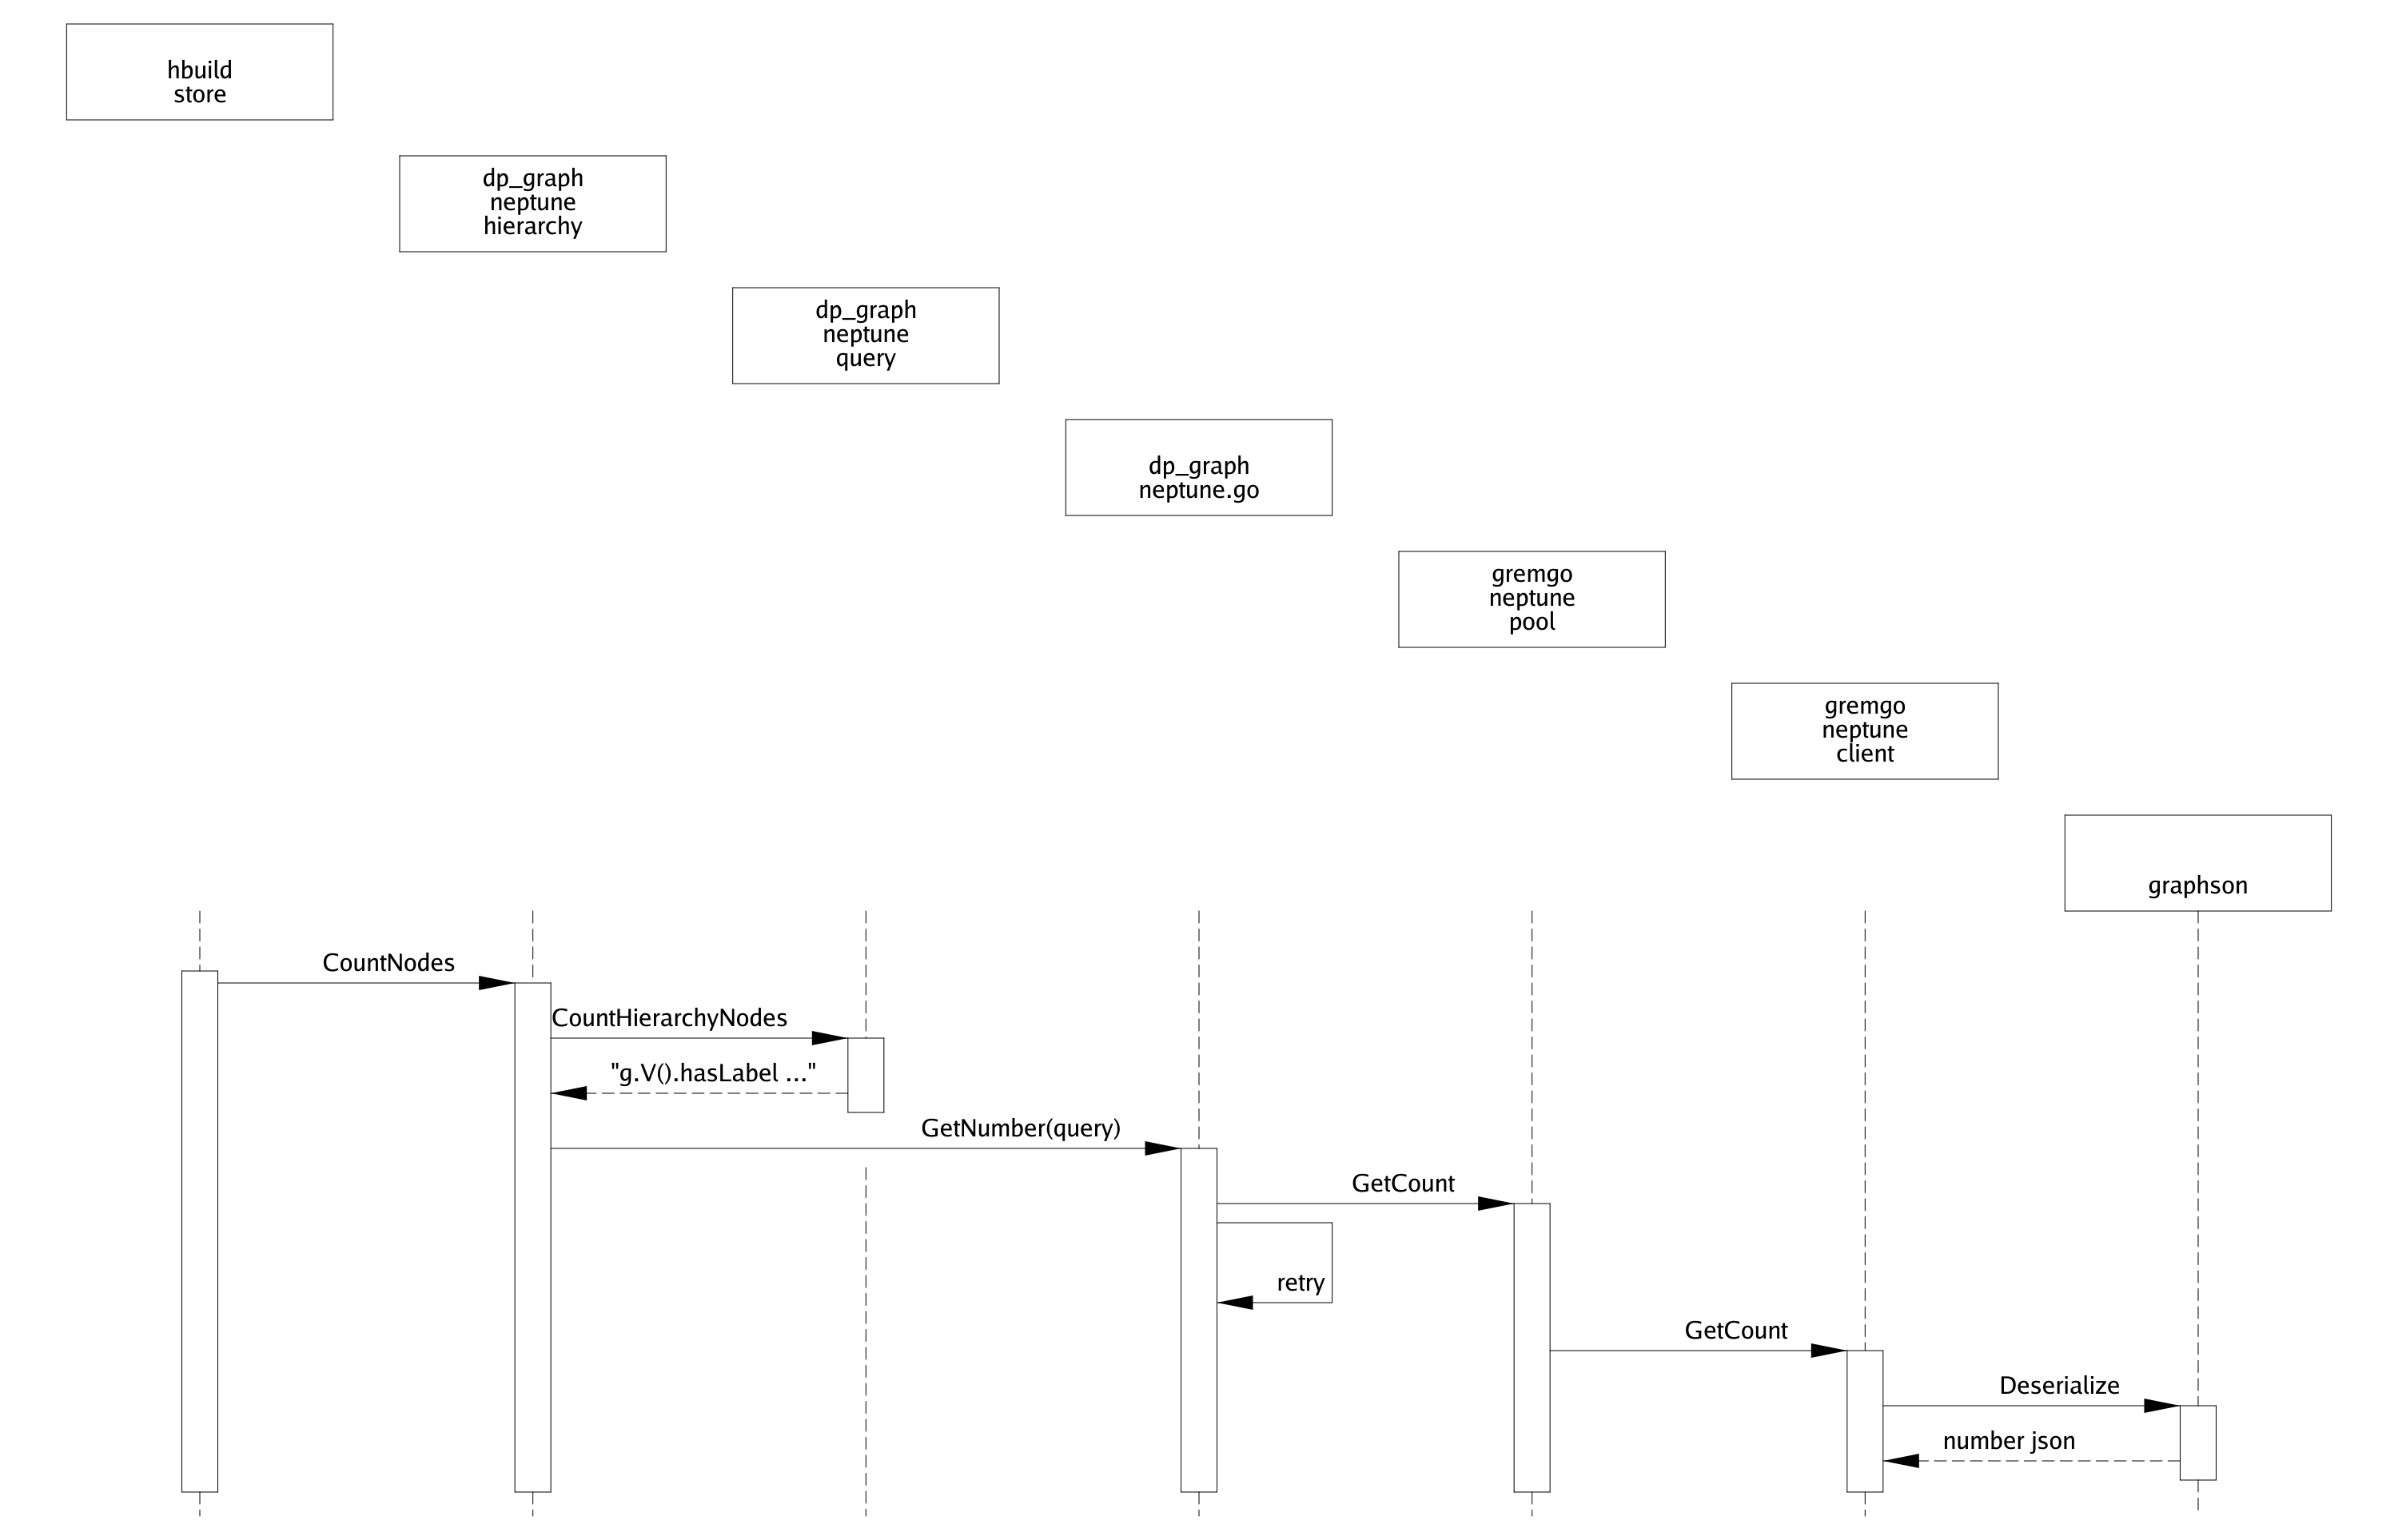 hbuild
store
dp_graph
neptune
hierarchy
dp_graph
neptune
query
dp_graph
neptune.go
gremgo
neptune
pool
gremgo
neptune
client
graphson
CountNodes
CountHierarchyNodes
"g.V().hasLabel ..."
GetNumber(query)
GetCount
retry
GetCount
Deserialize
number json